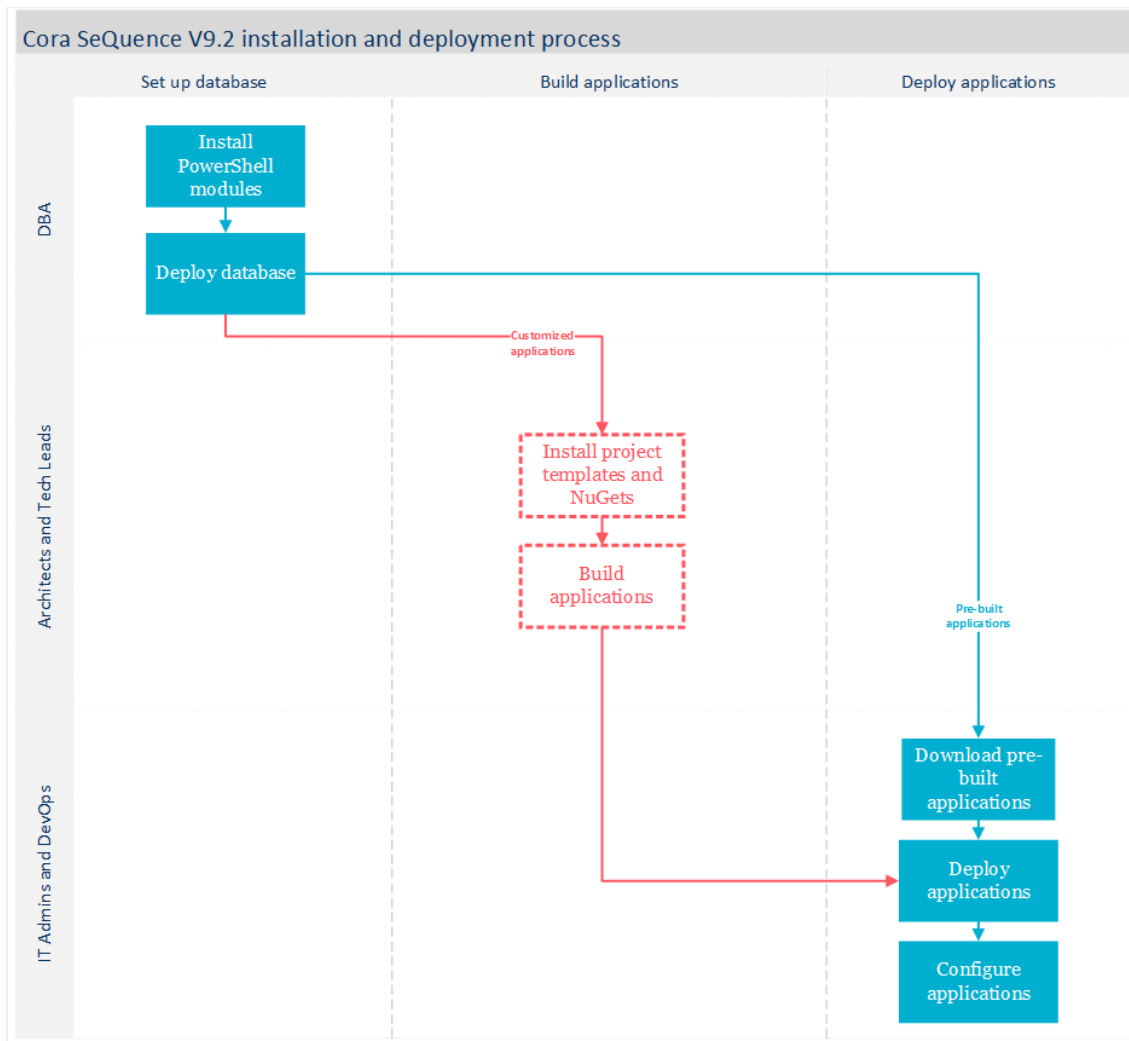 Cora SeQuence V9.2 installation and deployment process
Set up database
Build applications
Deploy applications
DBA
Install
PowerShell
modules
Deploy database
Customized
applications
Architects and Tech Leads
Install project
templates and
NuGets
Build
applications
Pre-built
applications
IT Admins and DevOps
Download pre-
built
applications
Deploy
applications
Configure
applications